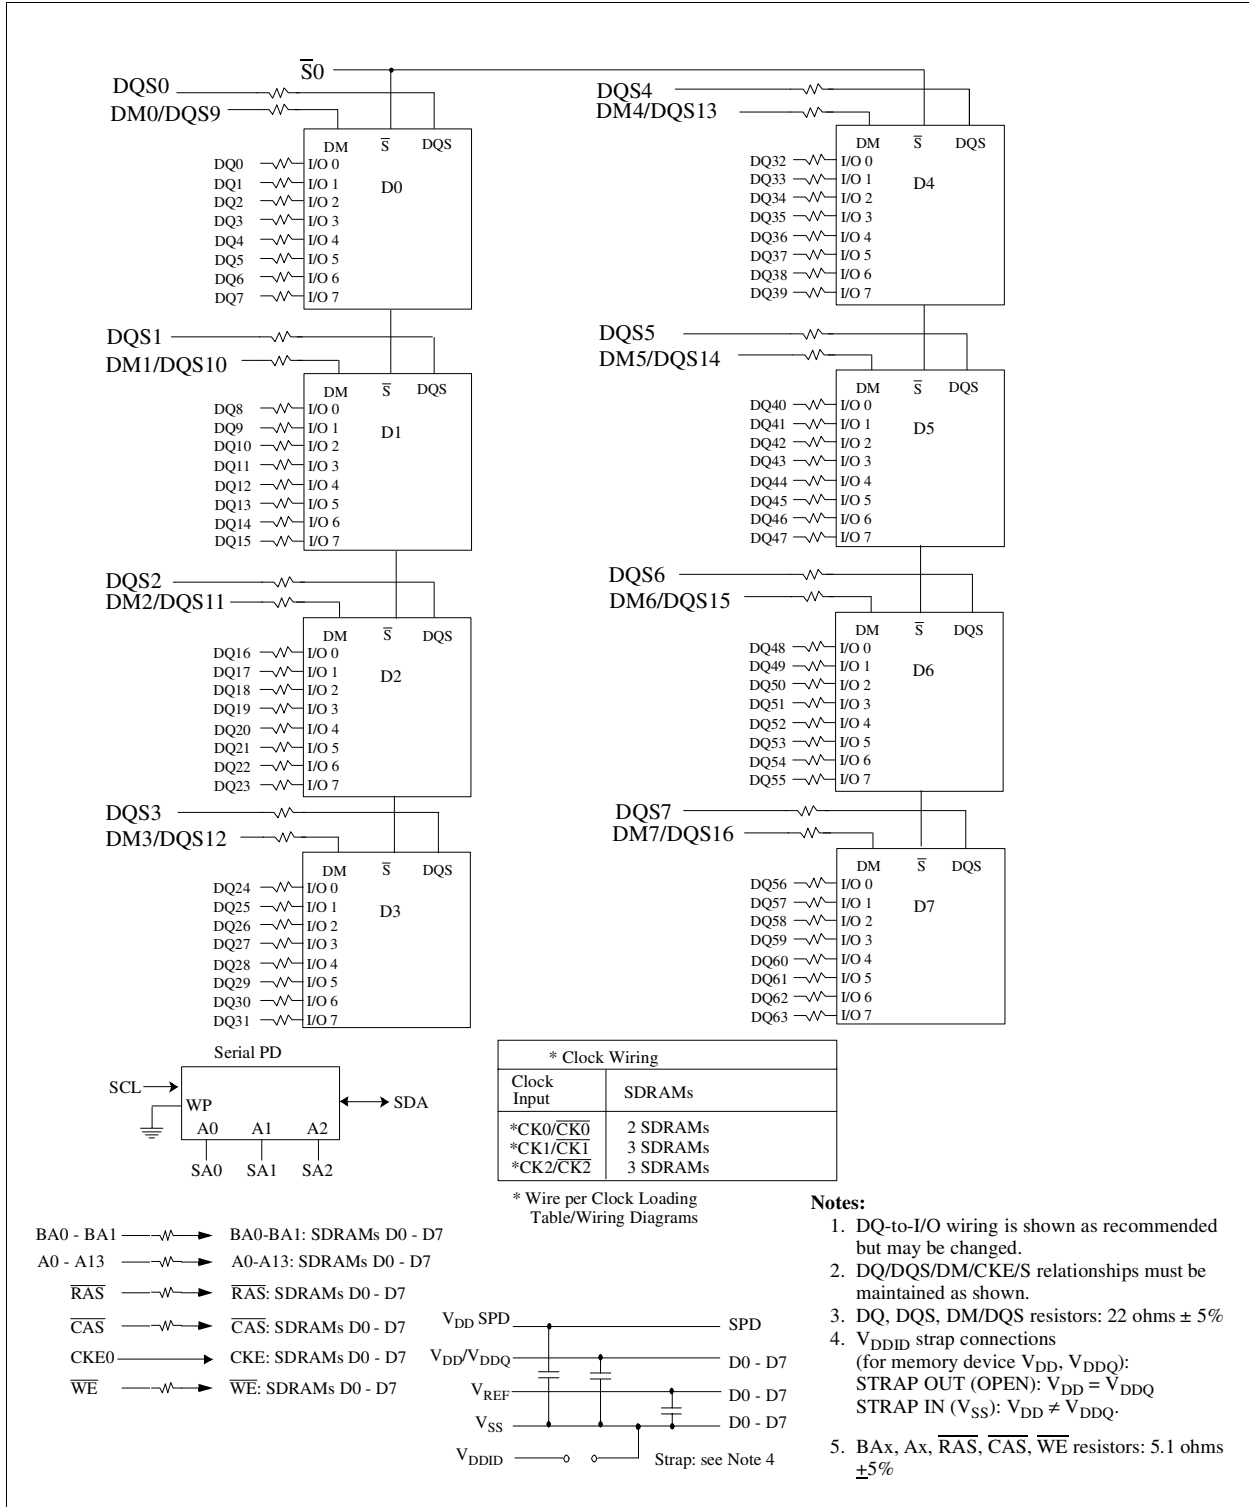 S̅0
DQS0
DM0/DQS9
DM S̅ DQS
D0
DQ0 I/O 0
DQ1 I/O 1
DQ2 I/O 2
DQ3 I/O 3
DQ4 I/O 4
DQ5 I/O 5
DQ6 I/O 6
DQ7 I/O 7
DQS1
DM1/DQS10
DM S̅ DQS
D1
DQ8 I/O 0
DQ9 I/O 1
DQ10 I/O 2
DQ11 I/O 3
DQ12 I/O 4
DQ13 I/O 5
DQ14 I/O 6
DQ15 I/O 7
DQS2
DM2/DQS11
DM S̅ DQS
D2
DQ16 I/O 0
DQ17 I/O 1
DQ18 I/O 2
DQ19 I/O 3
DQ20 I/O 4
DQ21 I/O 5
DQ22 I/O 6
DQ23 I/O 7
DQS3
DM3/DQS12
DM S̅ DQS
D3
DQ24 I/O 0
DQ25 I/O 1
DQ26 I/O 2
DQ27 I/O 3
DQ28 I/O 4
DQ29 I/O 5
DQ30 I/O 6
DQ31 I/O 7
DQS4
DM4/DQS13
DM S̅ DQS
D4
DQ32 I/O 0
DQ33 I/O 1
DQ34 I/O 2
DQ35 I/O 3
DQ36 I/O 4
DQ37 I/O 5
DQ38 I/O 6
DQ39 I/O 7
DQS5
DM5/DQS14
DM S̅ DQS
D5
DQ40 I/O 0
DQ41 I/O 1
DQ42 I/O 2
DQ43 I/O 3
DQ44 I/O 4
DQ45 I/O 5
DQ46 I/O 6
DQ47 I/O 7
DQS6
DM6/DQS15
DM S̅ DQS
D6
DQ48 I/O 0
DQ49 I/O 1
DQ50 I/O 2
DQ51 I/O 3
DQ52 I/O 4
DQ53 I/O 5
DQ54 I/O 6
DQ55 I/O 7
DQS7
DM7/DQS16
DM S̅ DQS
D7
DQ56 I/O 0
DQ57 I/O 1
DQ58 I/O 2
DQ59 I/O 3
DQ60 I/O 4
DQ61 I/O 5
DQ62 I/O 6
DQ63 I/O 7
Serial PD
SCL
WP
SDA
A0 A1 A2
SA0 SA1 SA2
* Clock Wiring
Clock
Input
SDRAMs
*CK0/C̅K̅0̅ 2 SDRAMs
*CK1/C̅K̅1̅ 3 SDRAMs
*CK2/C̅K̅2̅ 3 SDRAMs
* Wire per Clock Loading
Table/Wiring Diagrams
BA0 - BA1 BA0-BA1: SDRAMs D0 - D7
A0 - A13 A0-A13: SDRAMs D0 - D7
R̅A̅S̅ R̅A̅S̅: SDRAMs D0 - D7
C̅A̅S̅ C̅A̅S̅: SDRAMs D0 - D7
CKE0 CKE: SDRAMs D0 - D7
W̅E̅ W̅E̅: SDRAMs D0 - D7
VDD SPD SPD
VDD/VDDQ D0 - D7
VREF D0 - D7
VSS D0 - D7
VDDID Strap: see Note 4
Notes:
1. DQ-to-I/O wiring is shown as recommended
but may be changed.
2. DQ/DQS/DM/CKE/S relationships must be
maintained as shown.
3. DQ, DQS, DM/DQS resistors: 22 ohms ± 5%
4. VDDID strap connections
(for memory device VDD, VDDQ):
STRAP OUT (OPEN): VDD = VDDQ
STRAP IN (VSS): VDD ≠ VDDQ.
5. BAx, Ax, R̅A̅S̅, C̅A̅S̅, W̅E̅ resistors: 5.1 ohms
±5%